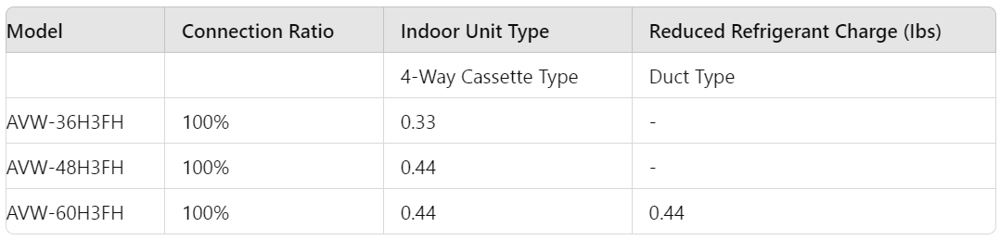 Model Connection Ratio Indoor Unit Type Reduced Refrigerant Charge (lbs)
4-Way Cassette Type Duct Type
AVW-36H3FH 100% 0.33 -
AVW-48H3FH 100% 0.44 -
AVW-60H3FH 100% 0.44 0.44